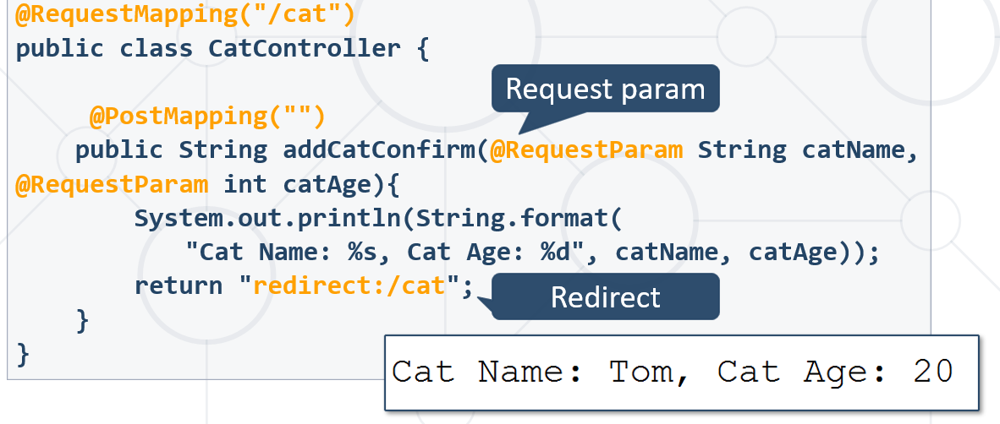 @RequestMapping("/cat")
public class CatController {
Request param
@PostMapping("")
public String addCatConfirm(@RequestParam String catName,
@RequestParam int catAge){
System.out.println(String.format(
"Cat Name: %s, Cat Age: %d", catName, catAge));
return "redirect:/cat";
Redirect
}
}
Cat Name: Tom, Cat Age: 20